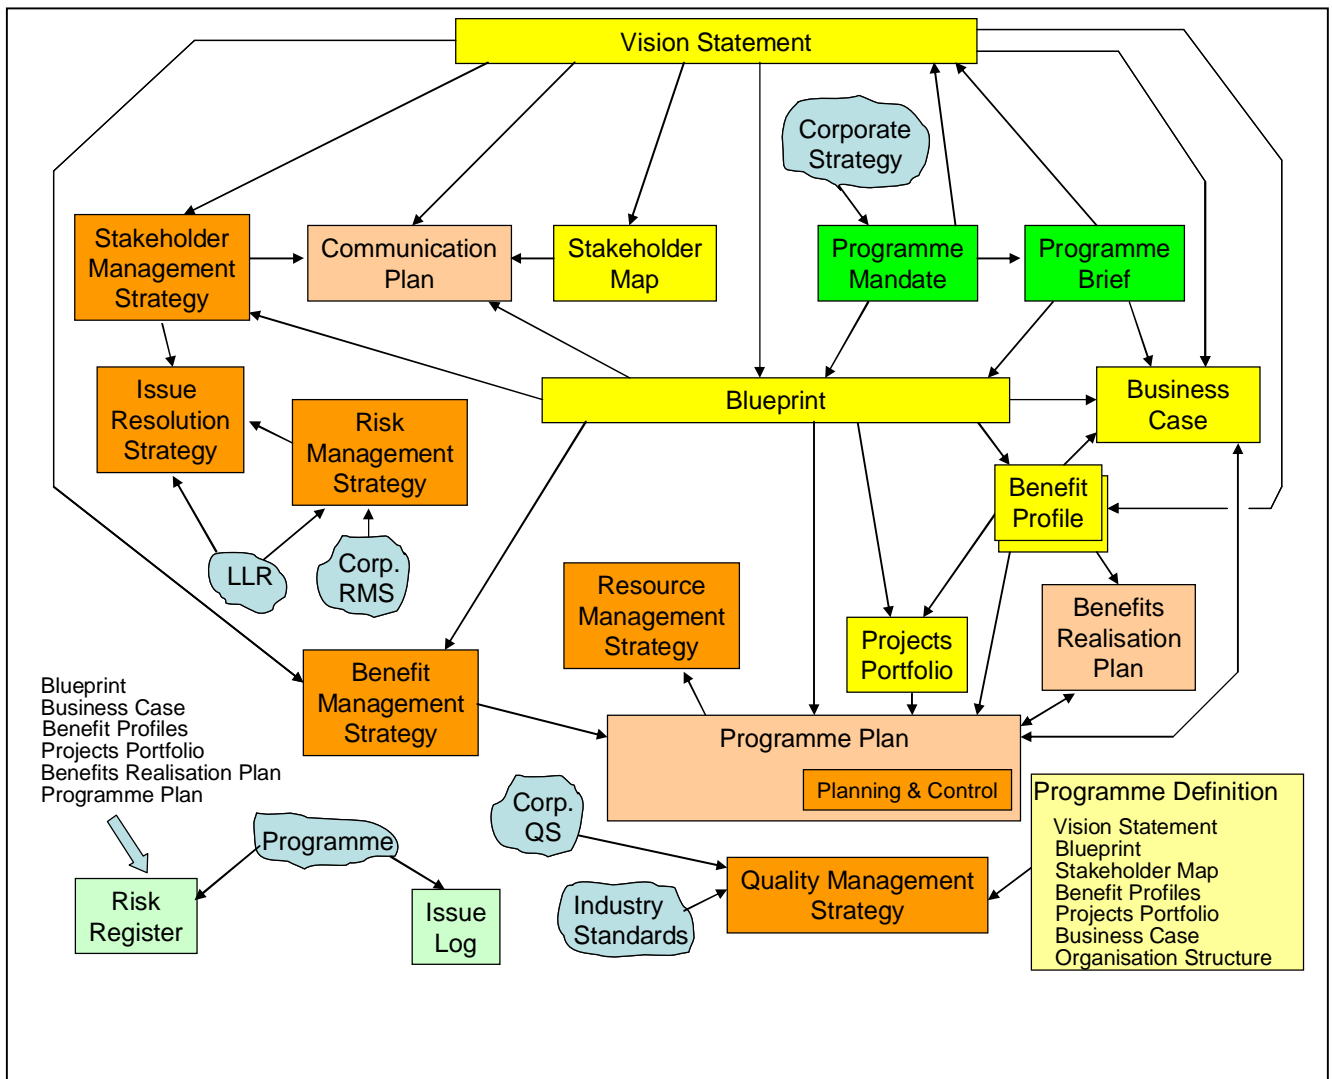 Vision Statement
Corporate
Strategy
Stakeholder
Management
Strategy
Communication
Plan
Stakeholder
Map
Programme
Mandate
Programme
Brief
Issue
Resolution
Strategy
Risk
Management
Strategy
Blueprint
Business
Case
Benefit
Profile
LLR
Corp.
RMS
Resource
Management
Strategy
Projects
Portfolio
Benefits
Realisation
Plan
Benefit
Management
Strategy
Blueprint
Business Case
Benefit Profiles
Projects Portfolio
Benefits Realisation Plan
Programme Plan
Programme Plan
Planning & Control
Corp.
QS
Programme
Risk
Register
Issue
Log
Industry
Standards
Quality Management
Strategy
Programme Definition
Vision Statement
Blueprint
Stakeholder Map
Benefit Profiles
Projects Portfolio
Business Case
Organisation Structure